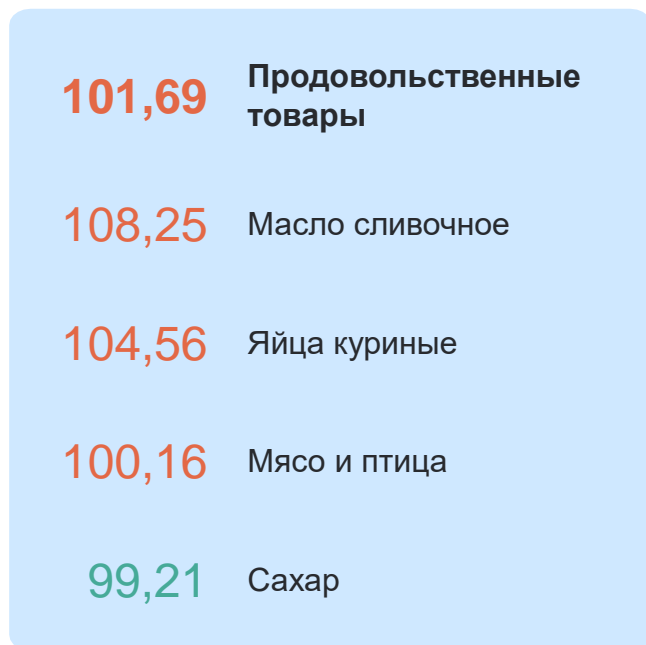 101,69 Продовольственные
товары
108,25 Масло сливочное
104,56 Яйца куриные
100,16 Мясо и птица
99,21 Сахар